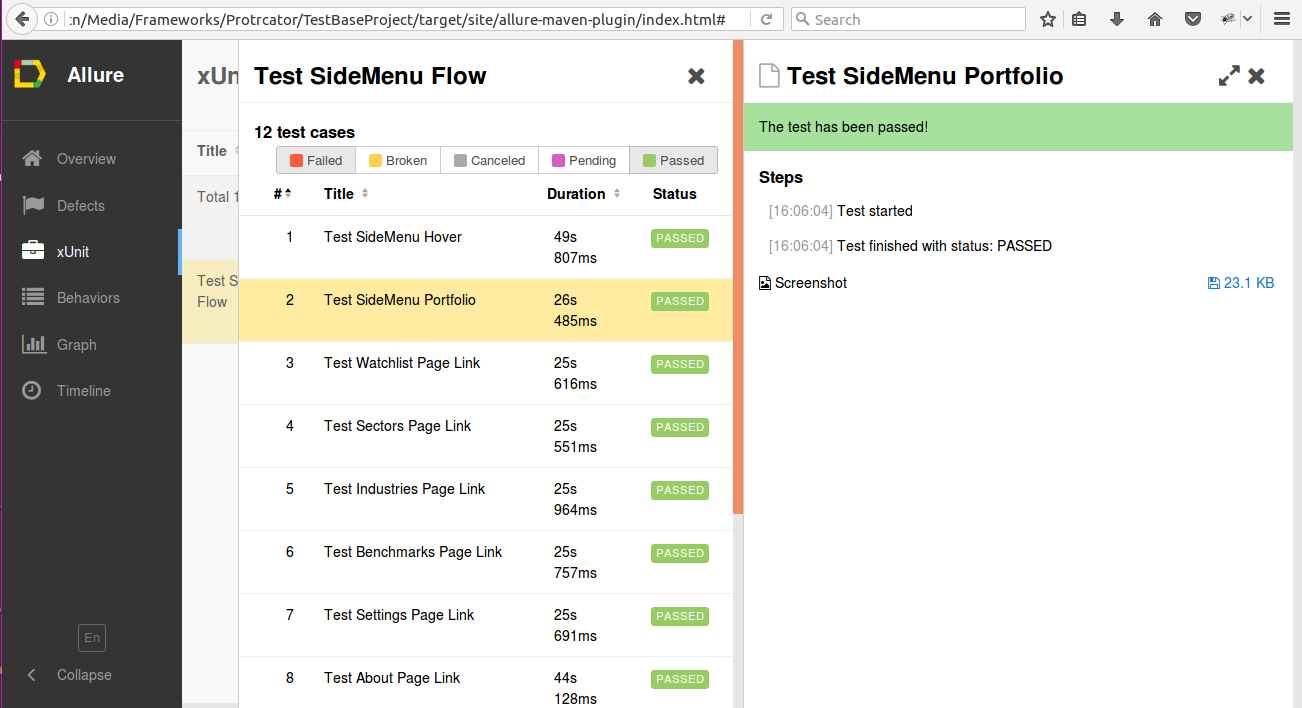 :n/Media/Frameworks/Protrcator/TestBaseProject/target/site/allure-maven-plugin/index.html#
Search
Allure
Overview
Defects
xUnit
Behaviors
Graph
Timeline
En
Collapse
xUn
Title
Total 1
Test S
Flow
Test SideMenu Flow
12 test cases
Failed Broken Canceled Pending Passed
# Title Duration Status
1 Test SideMenu Hover 49s PASSED
807ms
2 Test SideMenu Portfolio 26s PASSED
485ms
3 Test Watchlist Page Link 25s PASSED
616ms
4 Test Sectors Page Link 25s PASSED
551ms
5 Test Industries Page Link 25s PASSED
964ms
6 Test Benchmarks Page Link 25s PASSED
757ms
7 Test Settings Page Link 25s PASSED
691ms
8 Test About Page Link 44s PASSED
128ms
Test SideMenu Portfolio
The test has been passed!
Steps
[16:06:04] Test started
[16:06:04] Test finished with status: PASSED
Screenshot 23.1 KB